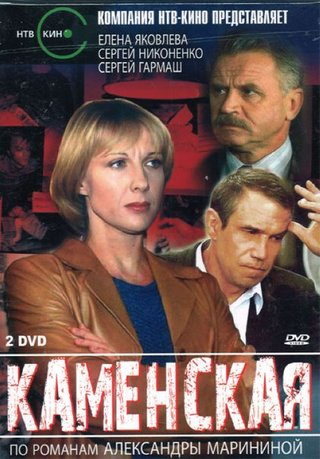 НТВ КИНО
КОМПАНИЯ НТВ-КИНО ПРЕДСТАВЛЯЕТ
ЕЛЕНА ЯКОВЛЕВА
СЕРГЕЙ НИКОНЕНКО
СЕРГЕЙ ГАРМАШ
2 DVD
DVD
VIDEO
КАМЕНСКАЯ
ПО РОМАНАМ АЛЕКСАНДРЫ МАРИНИНОЙ